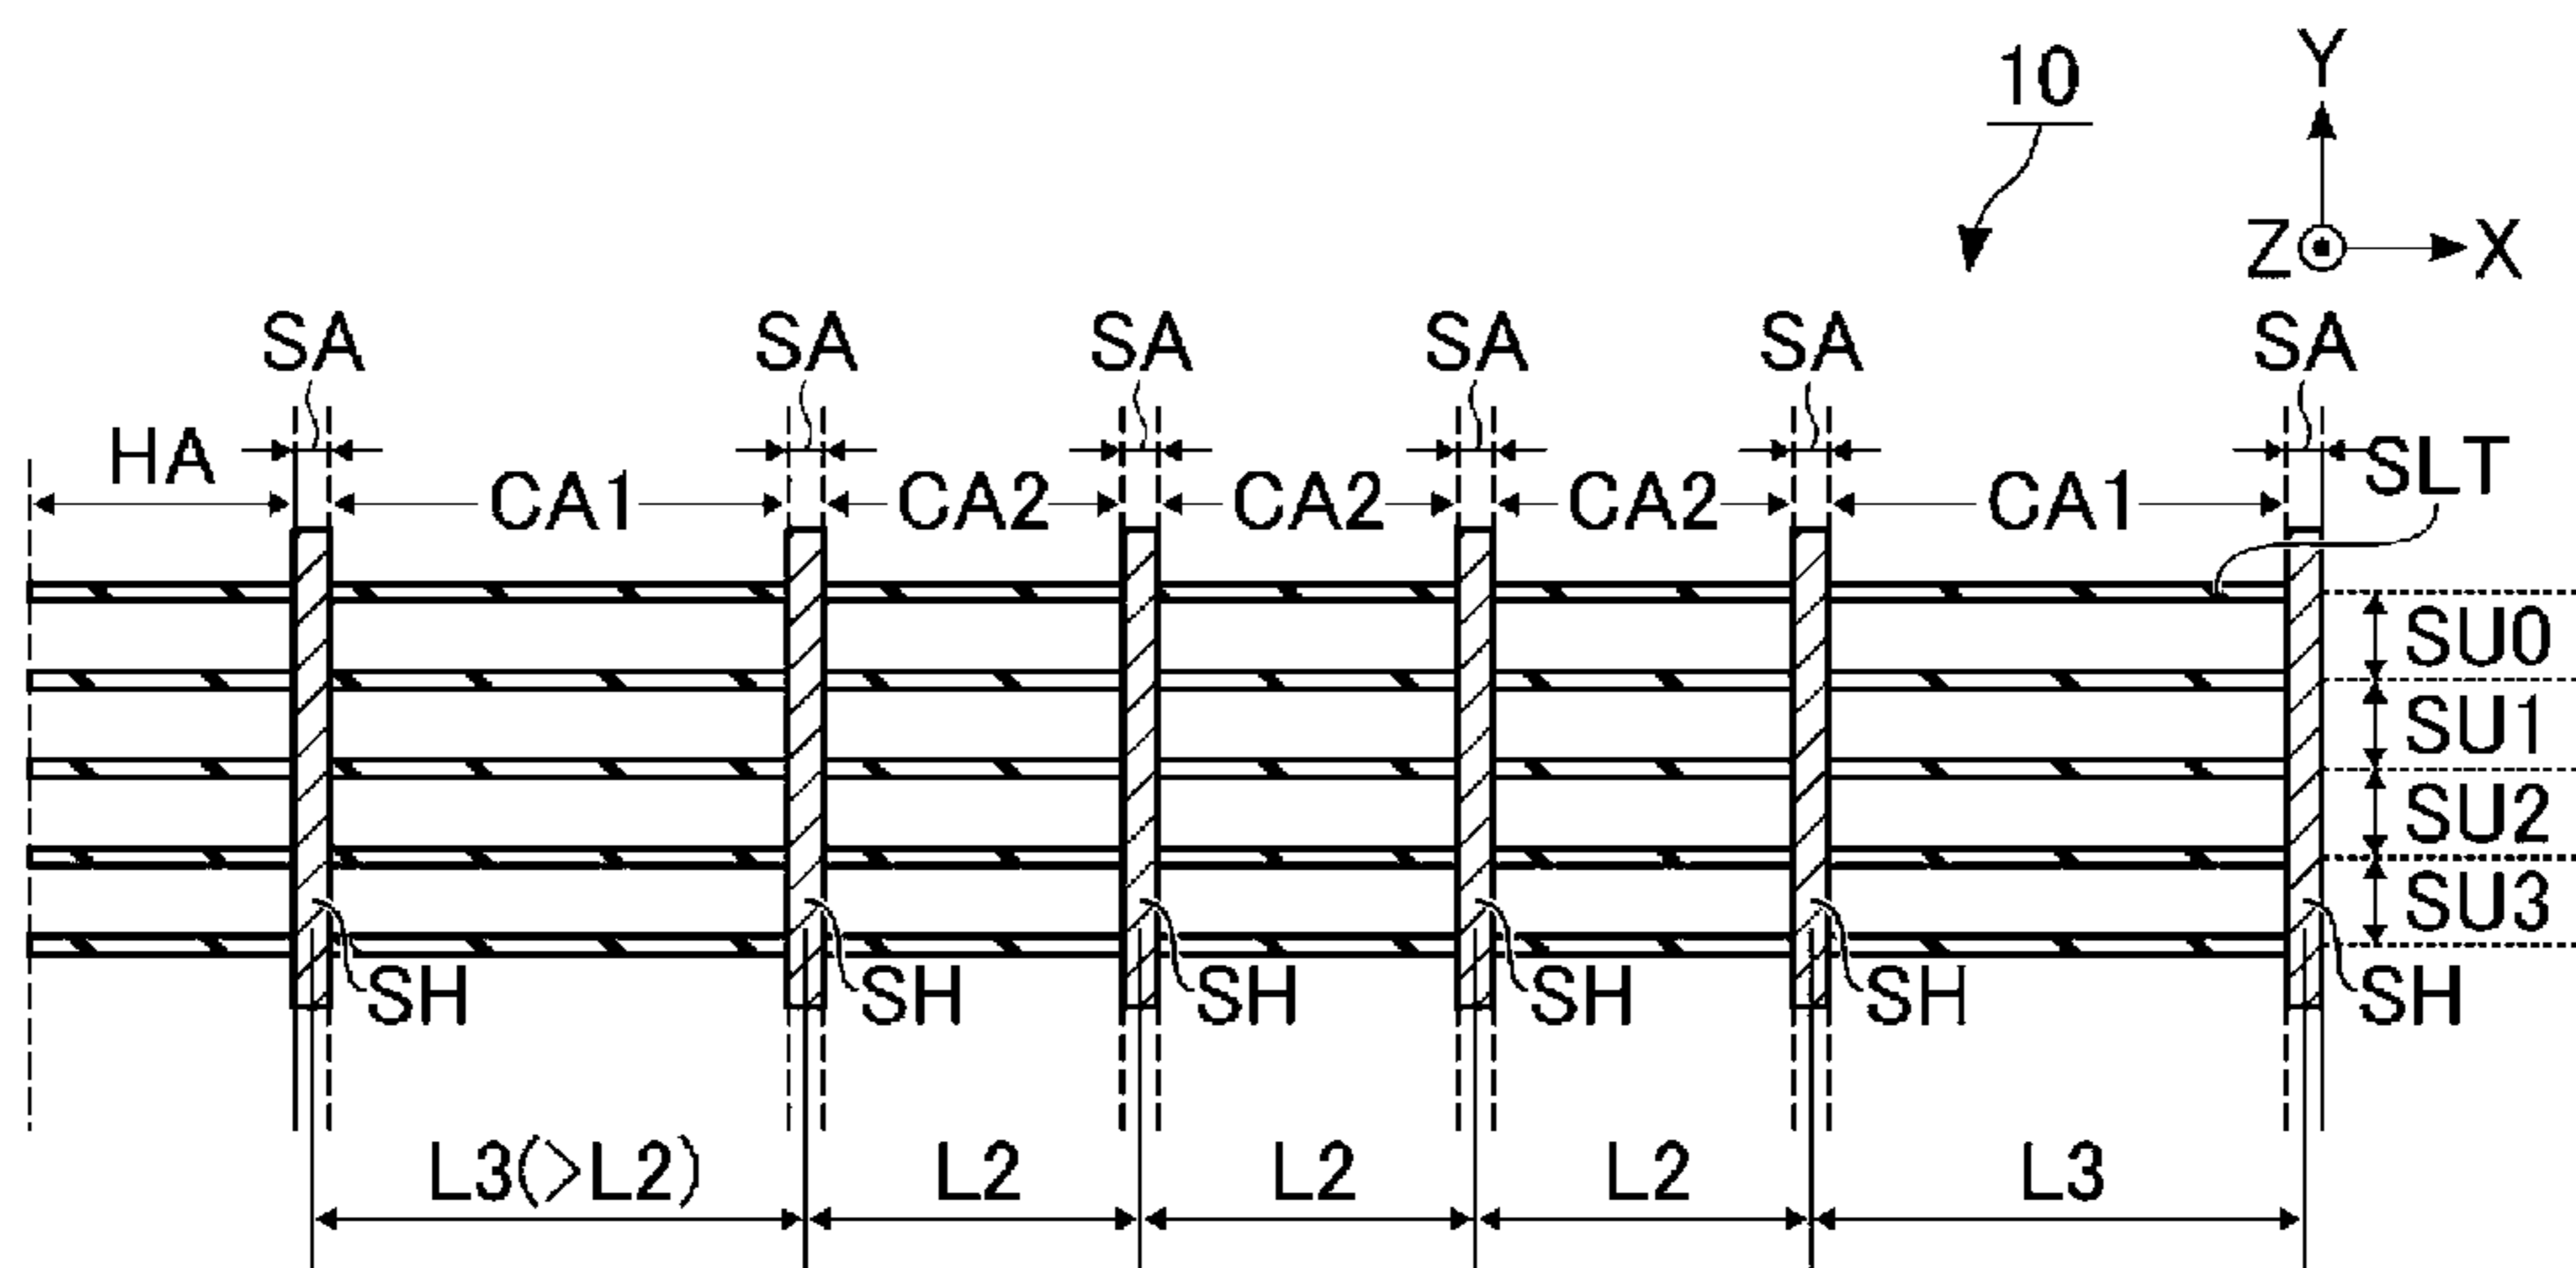 10
Y
Z
X
SA SA SA SA SA SA
HA CA1 CA2 CA2 CA2 CA1 SLT
SU0
SU1
SU2
SU3
SH SH SH SH SH SH
L3(>L2) L2 L2 L2 L3